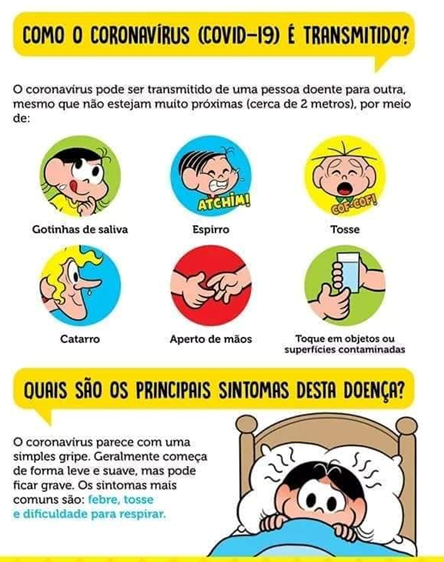 COMO O CORONAVÍRUS (COVID-19) É TRANSMITIDO?
O coronavírus pode ser transmitido de uma pessoa doente para outra,
mesmo que não estejam muito próximas (cerca de 2 metros), por meio
de:
ATCHIM!
COF-COF!
Gotinhas de saliva
Espirro
Tosse
Catarro
Aperto de mãos
Toque em objetos ou
superfícies contaminadas
QUAIS SÃO OS PRINCIPAIS SINTOMAS DESTA DOENÇA?
O coronavírus parece com uma
simples gripe. Geralmente começa
de forma leve e suave, mas pode
ficar grave. Os sintomas mais
comuns são: febre, tosse
e dificuldade para respirar.